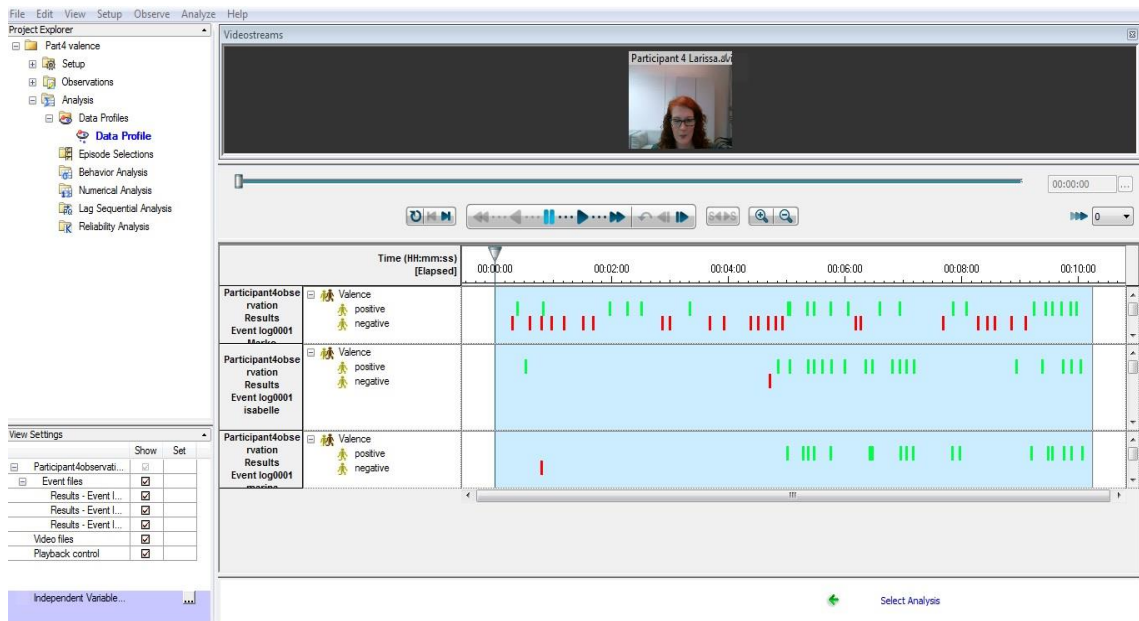 File Edit View Setup Observe Analyze Help
Project Explorer
Part4 valence
Setup
Observations
Analysis
Data Profiles
Data Profile
Episode Selections
Behavior Analysis
Numerical Analysis
Lag Sequential Analysis
Reliability Analysis
View Settings
Show Set
Participant4observati...
Event files
Results - Event l...
Results - Event l...
Results - Event l...
Video files
Playback control
Independent Variable...
...
Videostreams
Participant 4 Larissa.avi
00:00:00
...
0
Time (HH:mm:ss)
[Elapsed]
00:00:00 00:02:00 00:04:00 00:06:00 00:08:00 00:10:00
Participant4obse
rvation
Results
Event log0001
Valence
positive
negative
Participant4obse
rvation
Results
Event log0001
isabelle
Valence
positive
negative
Participant4obse
rvation
Results
Event log0001
Valence
positive
negative
Select Analysis